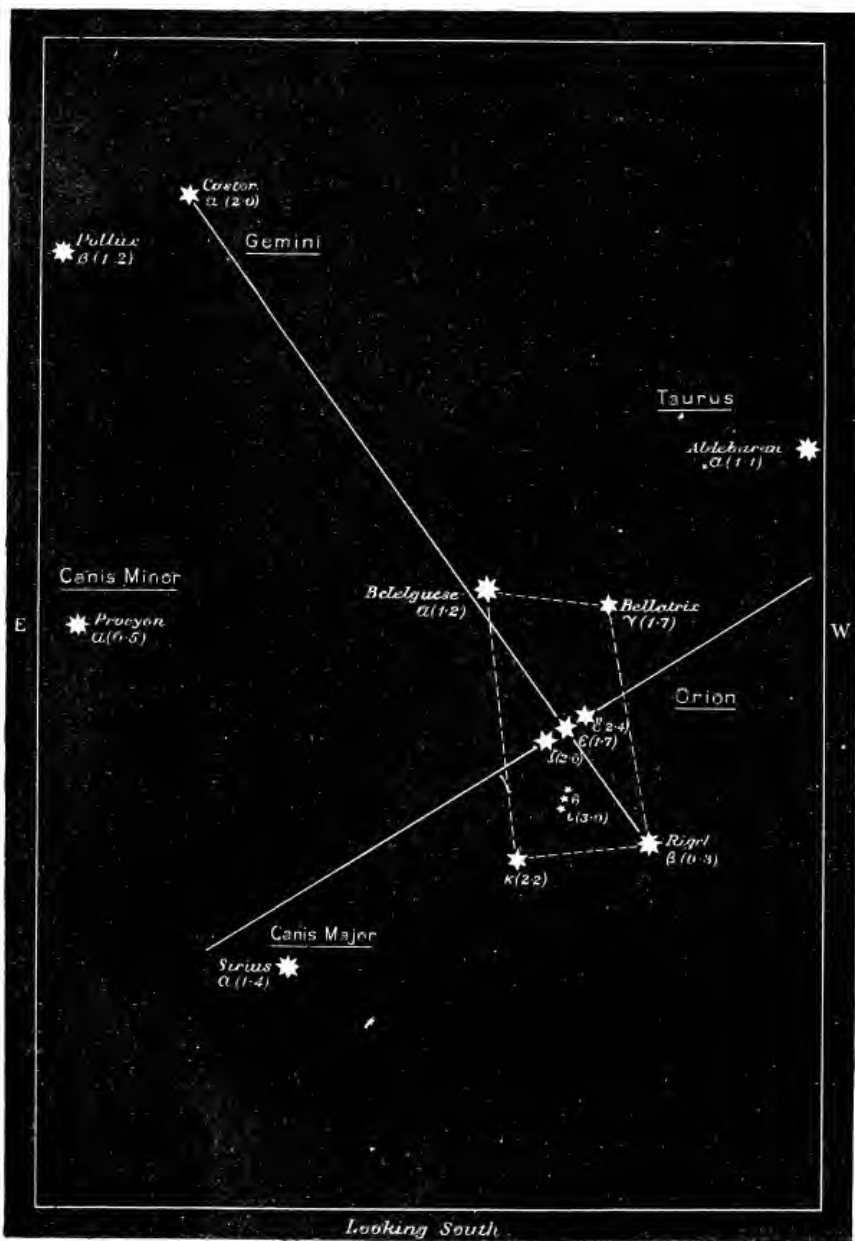 Castor
α (2·0)
Pollux
β (1·2)
Gemini
Taurus
Aldebaran
α (1·1)
Canis Minor
Betelguese
α (1·2)
Bellatrix
γ (1·7)
E
Procyon
α (0·5)
W
Orion
ε (1·7)
ζ (2·0)
θ
ι (3·0)
Rigel
β (0·3)
κ (2·2)
Canis Major
Sirius
α (1·4)
Looking South